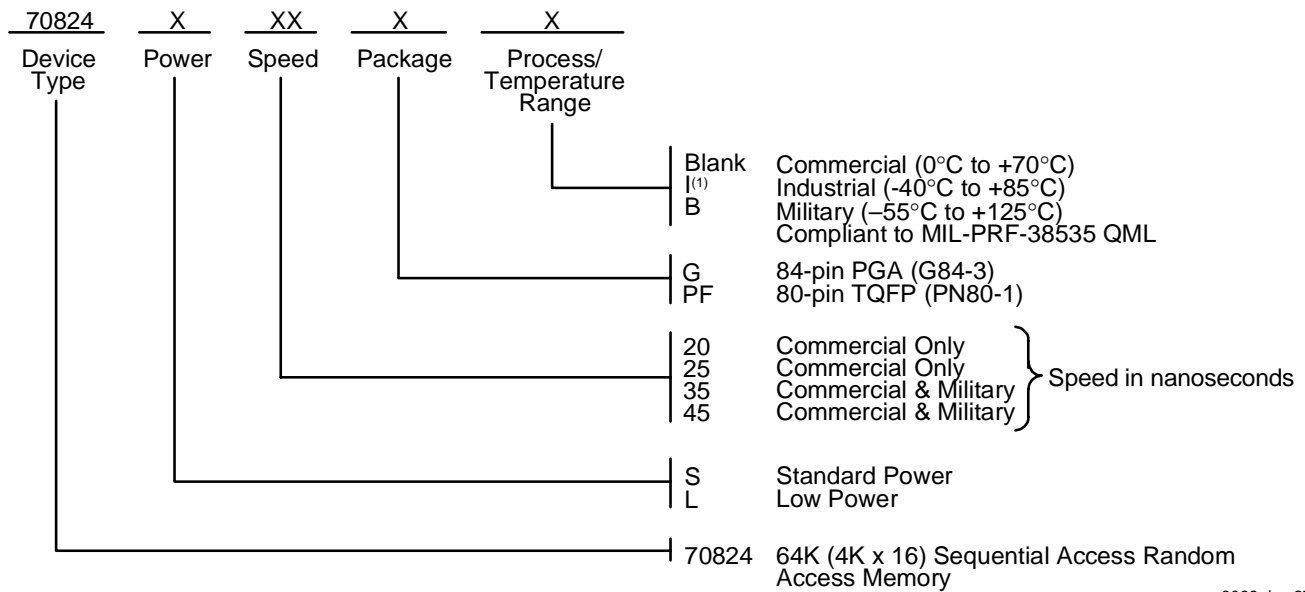 70824 X XX X X
Device Type Power Speed Package Process/ Temperature Range
Blank Commercial (0°C to +70°C)
I(1) Industrial (-40°C to +85°C)
B Military (–55°C to +125°C)
Compliant to MIL-PRF-38535 QML
G 84-pin PGA (G84-3)
PF 80-pin TQFP (PN80-1)
20 Commercial Only
25 Commercial Only
35 Commercial & Military
45 Commercial & Military
Speed in nanoseconds
S Standard Power
L Low Power
70824 64K (4K x 16) Sequential Access Random
Access Memory